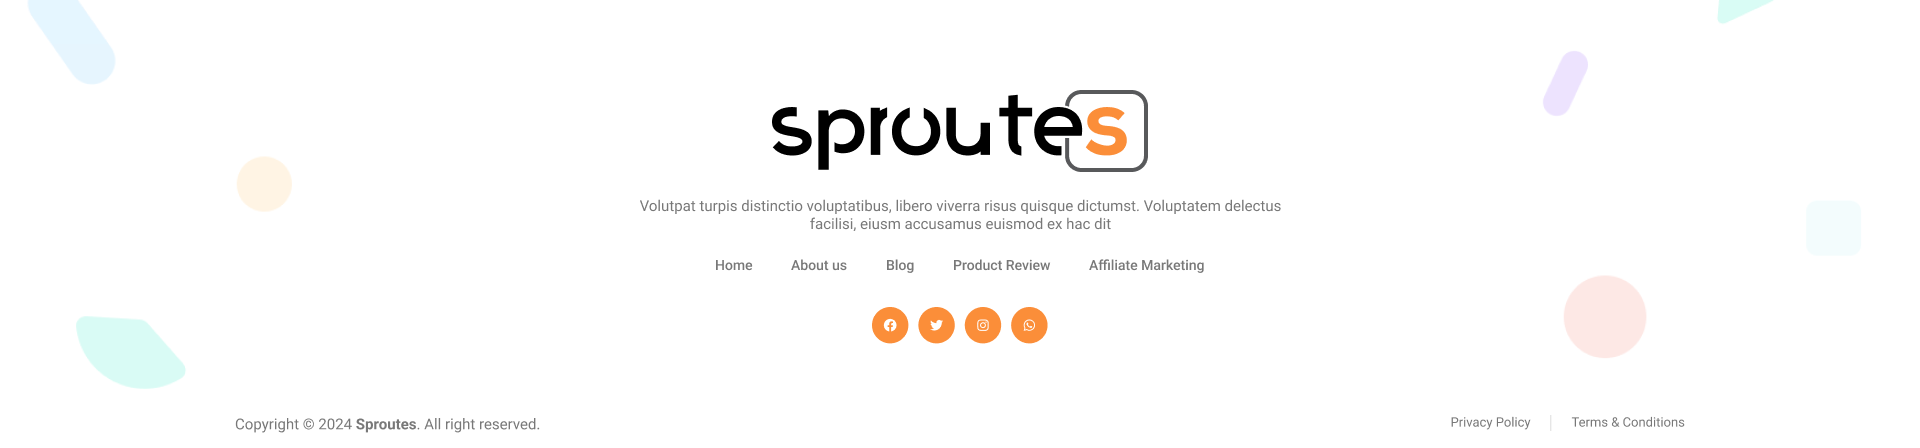 sproutes
Volutpat turpis distinctio voluptatibus, libero viverra risus quisque dictumst. Voluptatem delectus
facilisi, eiusm accusamus euismod ex hac dit
Home About us Blog Product Review Affiliate Marketing
Copyright © 2024 Sproutes. All right reserved.
Privacy Policy Terms & Conditions